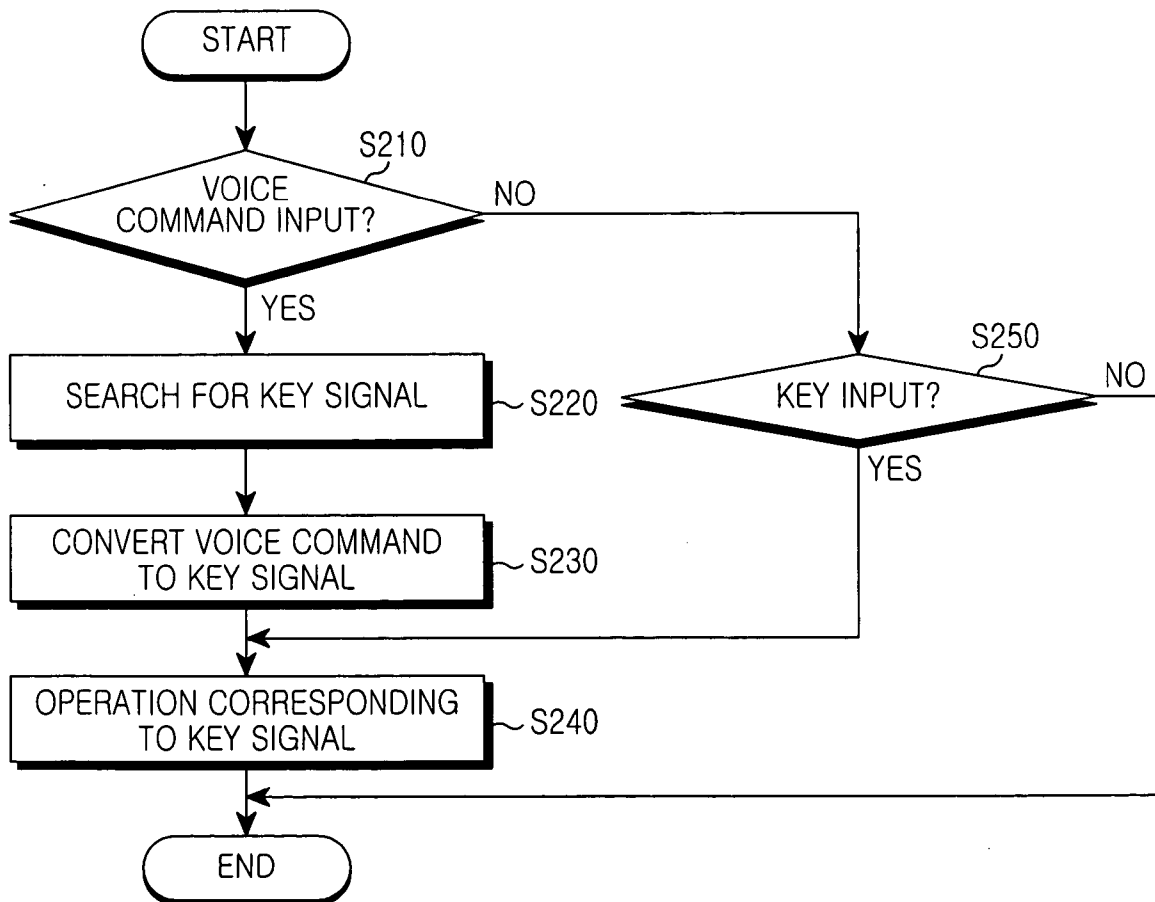 START
S210
VOICE
COMMAND INPUT?
NO
YES
S250
KEY INPUT?
NO
YES
SEARCH FOR KEY SIGNAL
S220
CONVERT VOICE COMMAND
TO KEY SIGNAL
S230
OPERATION CORRESPONDING
TO KEY SIGNAL
S240
END